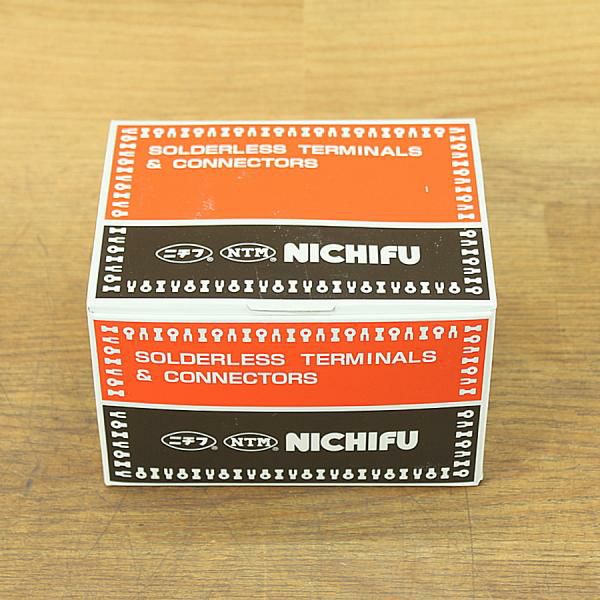 SOLDERLESS TERMINALS
& CONNECTORS
ニチフ® NTM® NICHIFU
SOLDERLESS TERMINALS
& CONNECTORS
ニチフ® NTM® NICHIFU